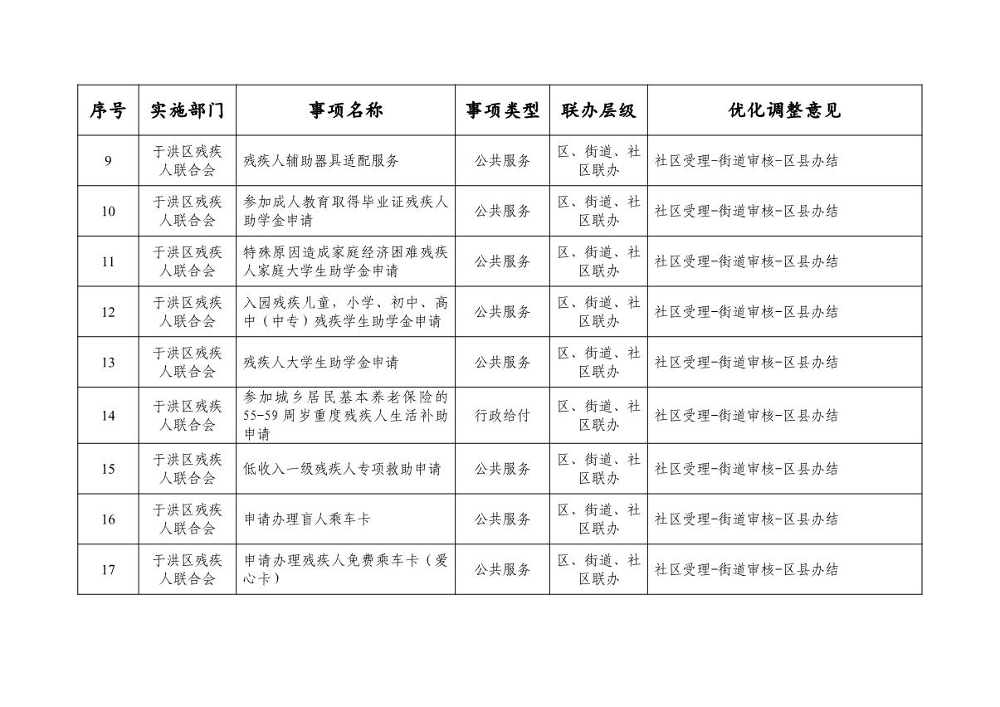 序号 实施部门 事项名称 事项类型 联办层级 优化调整意见
9 于洪区残疾人联合会 残疾人辅助器具适配服务 公共服务 区、街道、社区联办 社区受理-街道审核-区县办结
10 于洪区残疾人联合会 参加成人教育取得毕业证残疾人助学金申请 公共服务 区、街道、社区联办 社区受理-街道审核-区县办结
11 于洪区残疾人联合会 特殊原因造成家庭经济困难残疾人家庭大学生助学金申请 公共服务 区、街道、社区联办 社区受理-街道审核-区县办结
12 于洪区残疾人联合会 入园残疾儿童，小学、初中、高中（中专）残疾学生助学金申请 公共服务 区、街道、社区联办 社区受理-街道审核-区县办结
13 于洪区残疾人联合会 残疾人大学生助学金申请 公共服务 区、街道、社区联办 社区受理-街道审核-区县办结
14 于洪区残疾人联合会 参加城乡居民基本养老保险的55-59周岁重度残疾人生活补助申请 行政给付 区、街道、社区联办 社区受理-街道审核-区县办结
15 于洪区残疾人联合会 低收入一级残疾人专项救助申请 公共服务 区、街道、社区联办 社区受理-街道审核-区县办结
16 于洪区残疾人联合会 申请办理盲人乘车卡 公共服务 区、街道、社区联办 社区受理-街道审核-区县办结
17 于洪区残疾人联合会 申请办理残疾人免费乘车卡（爱心卡） 公共服务 区、街道、社区联办 社区受理-街道审核-区县办结